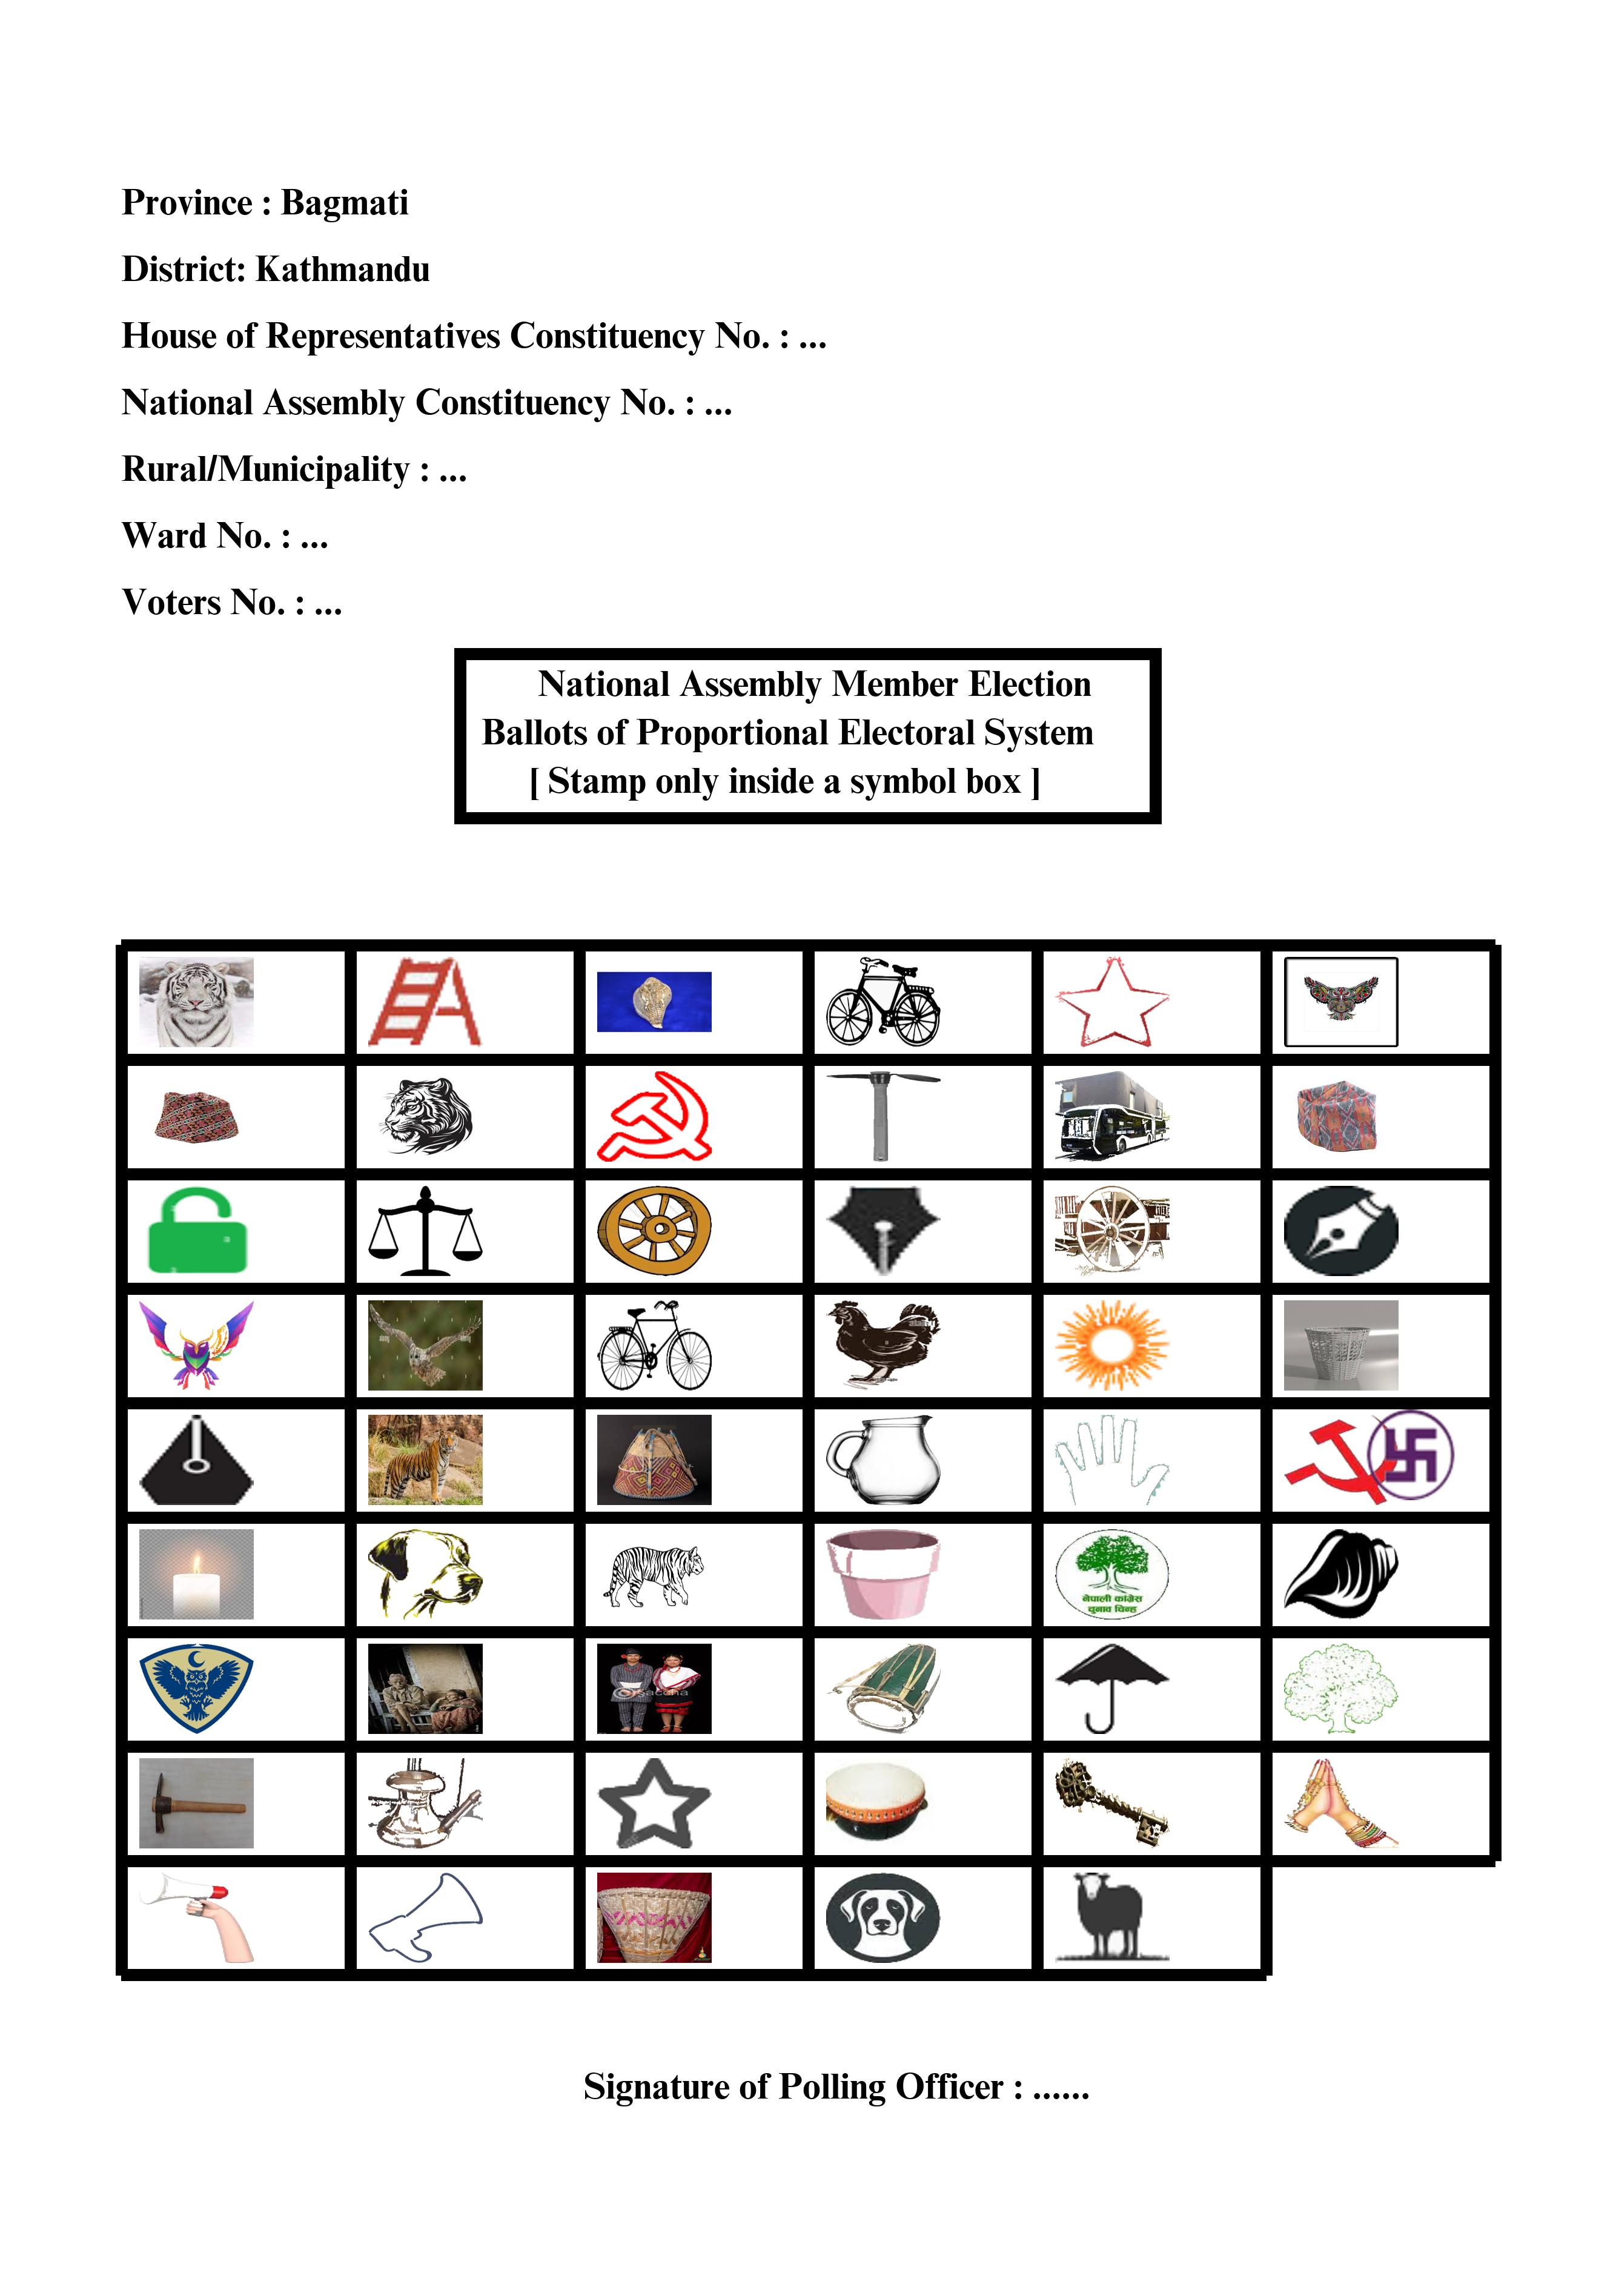 Province : Bagmati
District: Kathmandu
House of Representatives Constituency No. : ...
National Assembly Constituency No. : ...
Rural/Municipality : ...
Ward No. : ...
Voters No. : ...
National Assembly Member Election
Ballots of Proportional Electoral System
[ Stamp only inside a symbol box ]
नेपाली कांग्रेस
चुनाव चिन्ह
Signature of Polling Officer : ......